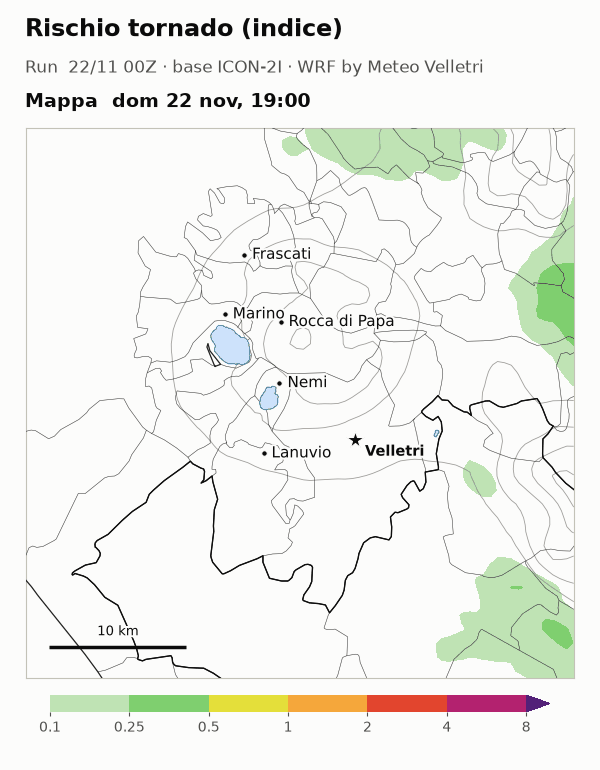 Rischio tornado (indice)
Run  22/11 00Z · base ICON-2I · WRF by Meteo Velletri
Mappa  dom 22 nov, 19:00
Frascati
Marino
Rocca di Papa
Nemi
Velletri
Lanuvio
10 km
0.1 0.25 0.5 1 2 4 8